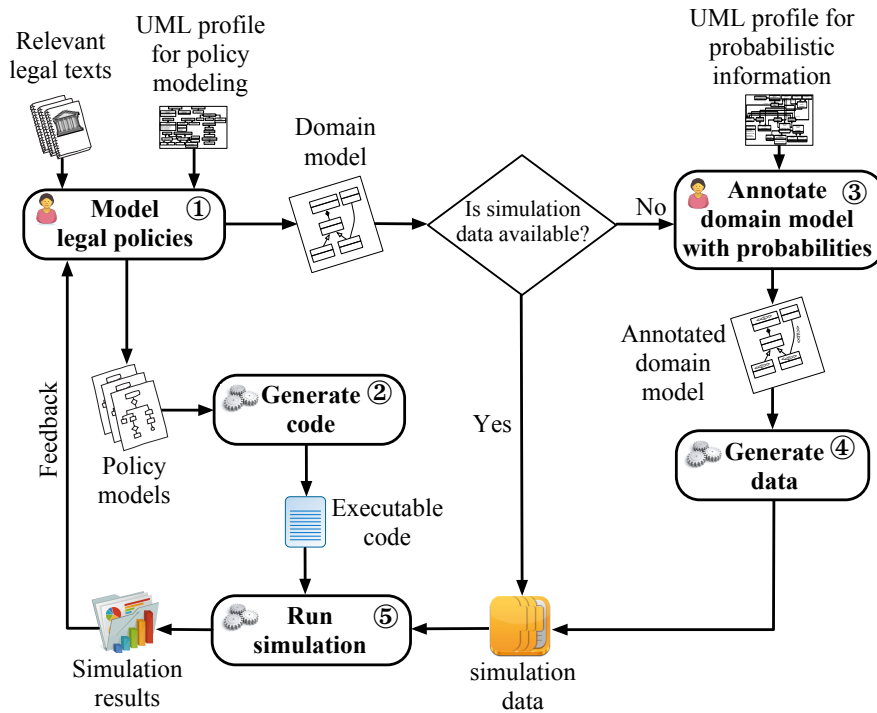 Relevant
legal texts
UML profile
for policy
modeling
UML profile for
probabilistic
information
Domain
model
Model ①
legal policies
Is simulation
data available?
No
Annotate ③
domain model
with probabilities
Annotated
domain
model
Feedback
Policy
models
Generate ②
code
Yes
Generate ④
data
Executable
code
Run ⑤
simulation
Simulation
results
simulation
data